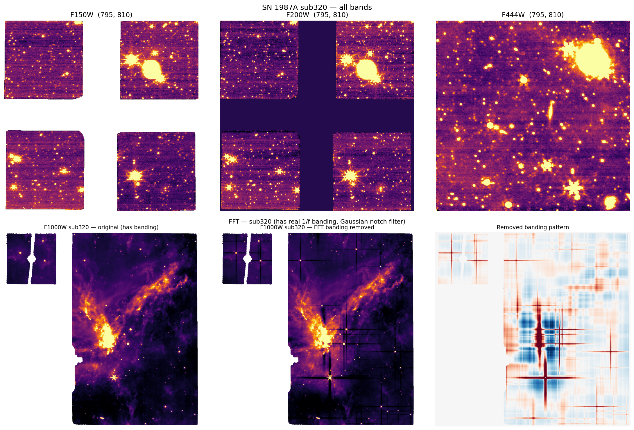 SN 1987A sub320 — all bands
F150W (795, 810)
F200W (795, 810)
F444W (795, 810)
FFT — sub320 (has real 1/f banding, Gaussian notch filter)
F1000W sub320 — original (has banding)
F1000W sub320 — FFT banding removed
Removed banding pattern